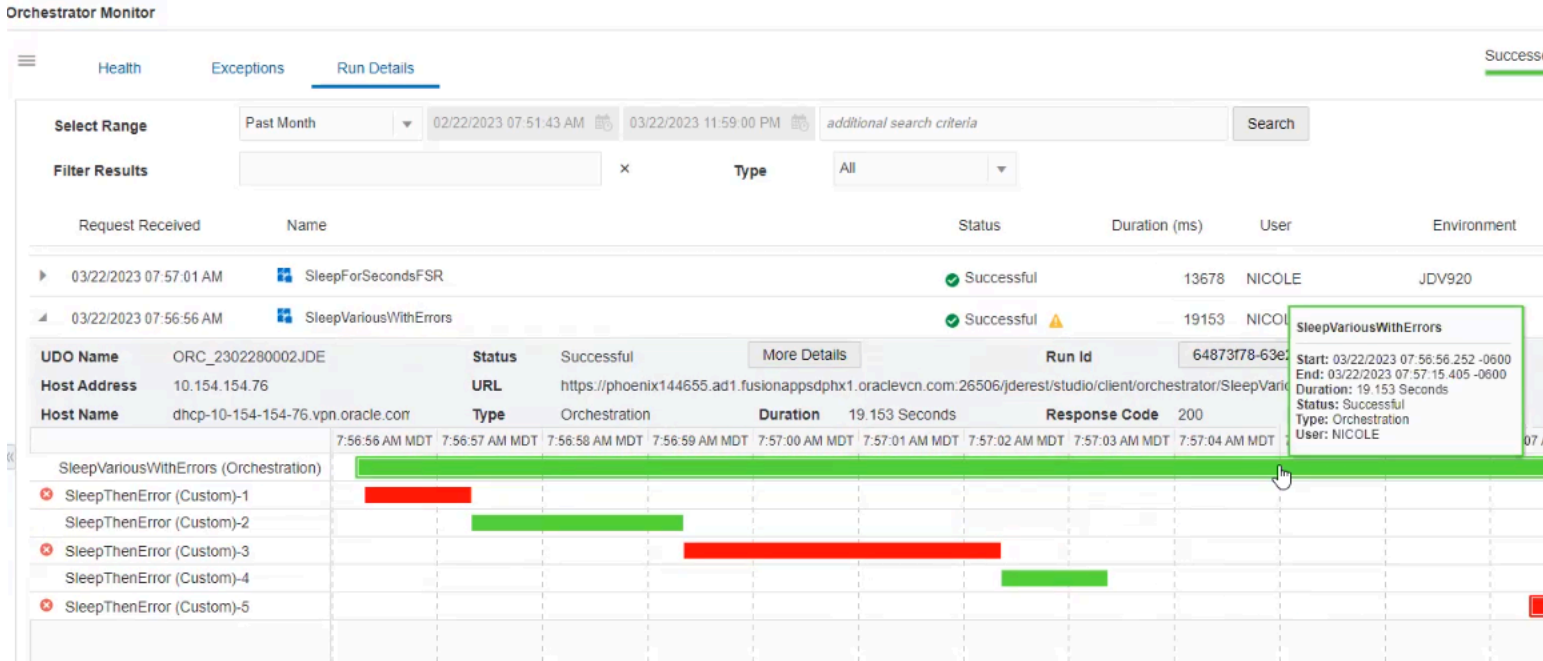 Orchestrator Monitor
Health Exceptions Run Details
Select Range Past Month 02/22/2023 07:51:43 AM 03/22/2023 11:59:00 PM additional search criteria Search
Filter Results × Type All
Request Received Name Status Duration (ms) User Environment
03/22/2023 07:57:01 AM SleepForSecondsFSR Successful 13678 NICOLE JDV920
03/22/2023 07:56:56 AM SleepVariousWithErrors Successful 19153
UDO Name ORC_2302280002JDE Status Successful More Details Run Id 64873f78-63e
Host Address 10.154.154.76 URL https://phoenix144655.ad1.fusionappsdphx1.oraclevcn.com:26506/jderest/studio/client/orchestrator/SleepVari
Host Name dhcp-10-154-154-76.vpn.oracle.com Type Orchestration Duration 19.153 Seconds Response Code 200
SleepVariousWithErrors
Start: 03/22/2023 07:56:56.252 -0600
End: 03/22/2023 07:57:15.405 -0600
Duration: 19.153 Seconds
Status: Successful
Type: Orchestration
User: NICOLE
7:56:56 AM MDT 7:56:57 AM MDT 7:56:58 AM MDT 7:56:59 AM MDT 7:57:00 AM MDT 7:57:01 AM MDT 7:57:02 AM MDT 7:57:03 AM MDT 7:57:04 AM MDT
SleepVariousWithErrors (Orchestration)
SleepThenError (Custom)-1
SleepThenError (Custom)-2
SleepThenError (Custom)-3
SleepThenError (Custom)-4
SleepThenError (Custom)-5